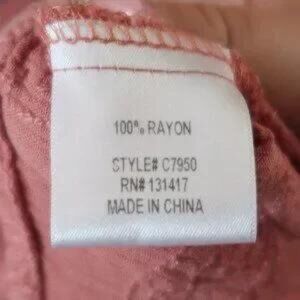 100% RAYON
STYLE# C7950
RN# 131417
MADE IN CHINA